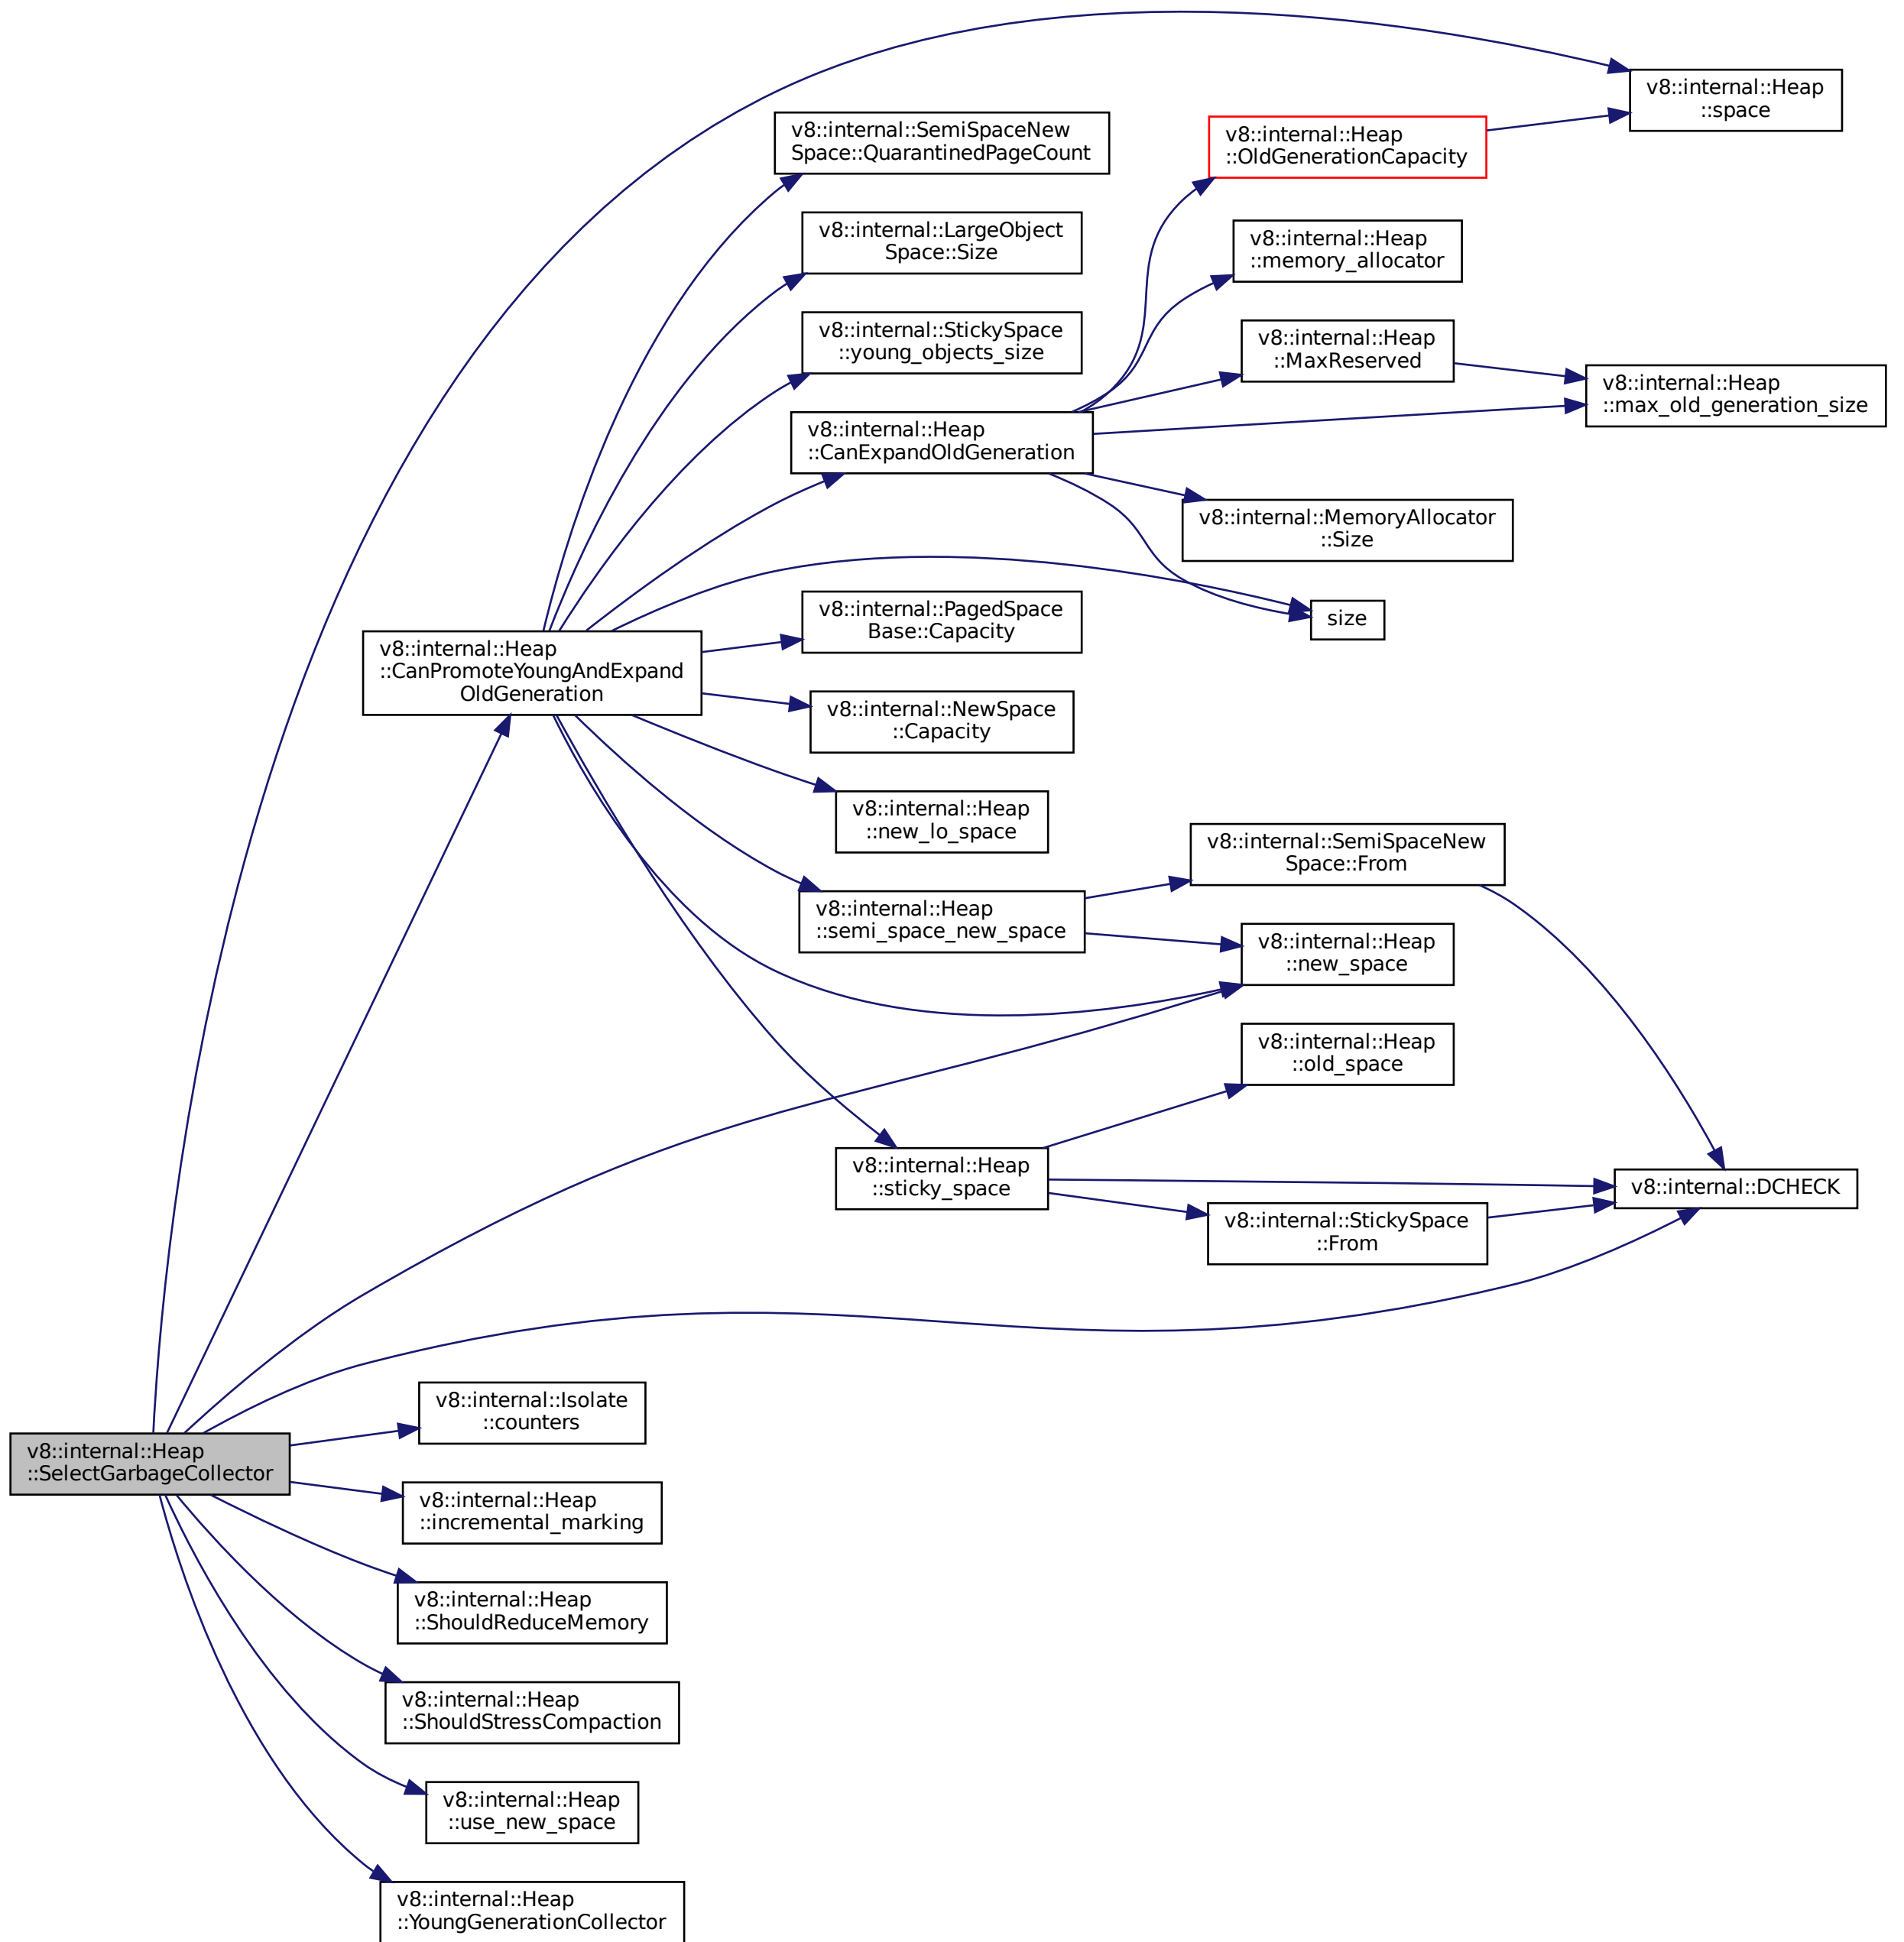 v8::internal::Heap
::space
v8::internal::SemiSpaceNew
Space::QuarantinedPageCount
v8::internal::Heap
::OldGenerationCapacity
v8::internal::LargeObject
Space::Size
v8::internal::Heap
::memory_allocator
v8::internal::StickySpace
::young_objects_size
v8::internal::Heap
::MaxReserved
v8::internal::Heap
::max_old_generation_size
v8::internal::Heap
::CanExpandOldGeneration
v8::internal::MemoryAllocator
::Size
size
v8::internal::PagedSpace
Base::Capacity
v8::internal::Heap
::CanPromoteYoungAndExpand
OldGeneration
v8::internal::NewSpace
::Capacity
v8::internal::Heap
::new_lo_space
v8::internal::SemiSpaceNew
Space::From
v8::internal::Heap
::semi_space_new_space
v8::internal::Heap
::new_space
v8::internal::Heap
::old_space
v8::internal::Heap
::sticky_space
v8::internal::DCHECK
v8::internal::StickySpace
::From
v8::internal::Isolate
::counters
v8::internal::Heap
::SelectGarbageCollector
v8::internal::Heap
::incremental_marking
v8::internal::Heap
::ShouldReduceMemory
v8::internal::Heap
::ShouldStressCompaction
v8::internal::Heap
::use_new_space
v8::internal::Heap
::YoungGenerationCollector